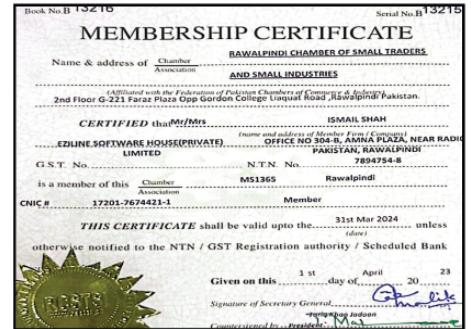 Book No.B 13216 Serial No.B 13215
MEMBERSHIP CERTIFICATE
RAWALPINDI CHAMBER OF SMALL TRADERS
Name & address of Chamber
Association
AND SMALL INDUSTRIES
(Affiliated with the Federation of Pakistan Chambers of Commerce & Industry)
2nd Floor G-221 Faraz Plaza Opp Gordon College Liaquat Road ,Rawalpindi Pakistan.
CERTIFIED that Mr/Mrs ISMAIL SHAH
(name and address of Member Firm / Company)
EZILINE SOFTWARE HOUSE(PRIVATE) OFFICE NO 304-B, AMNA PLAZA, NEAR RADIO
LIMITED PAKISTAN, RAWALPINDI
G.S.T. No. N.T.N. No. 7894754-8
is a member of this Chamber MS1365 Rawalpindi
Association
CNIC # 17201-7674421-1 Member
THIS CERTIFICATE shall be valid upto the 31st Mar 2024 unless
(date)
otherwise notified to the NTN / GST Registration authority / Scheduled Bank
RCSTS
Given on this 1 st day of April 20 23
Signature of Secretary General
Jadoon
Countersigned by President